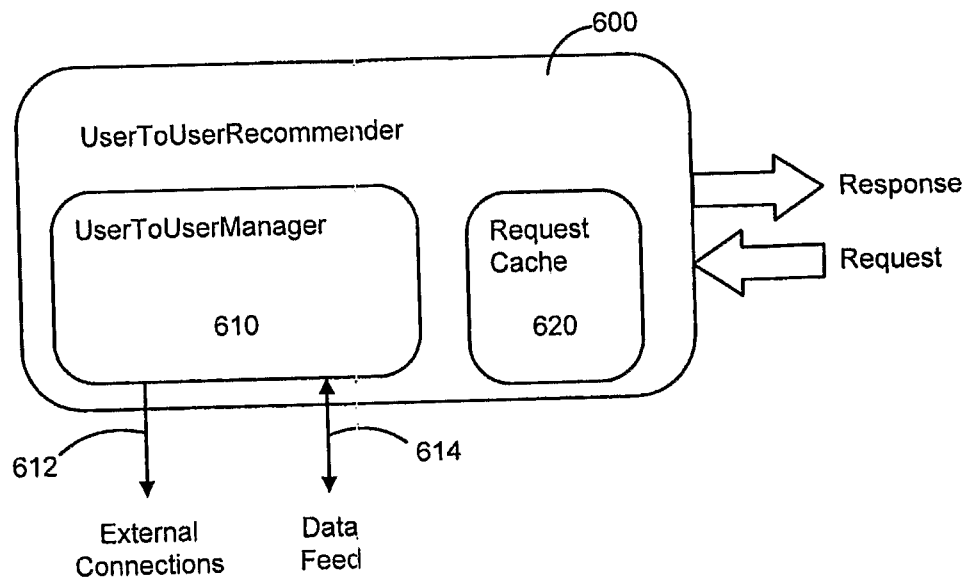 600
UserToUserRecommender
UserToUserManager
610
Request
Cache
620
Response
Request
612
614
External
Connections
Data
Feed